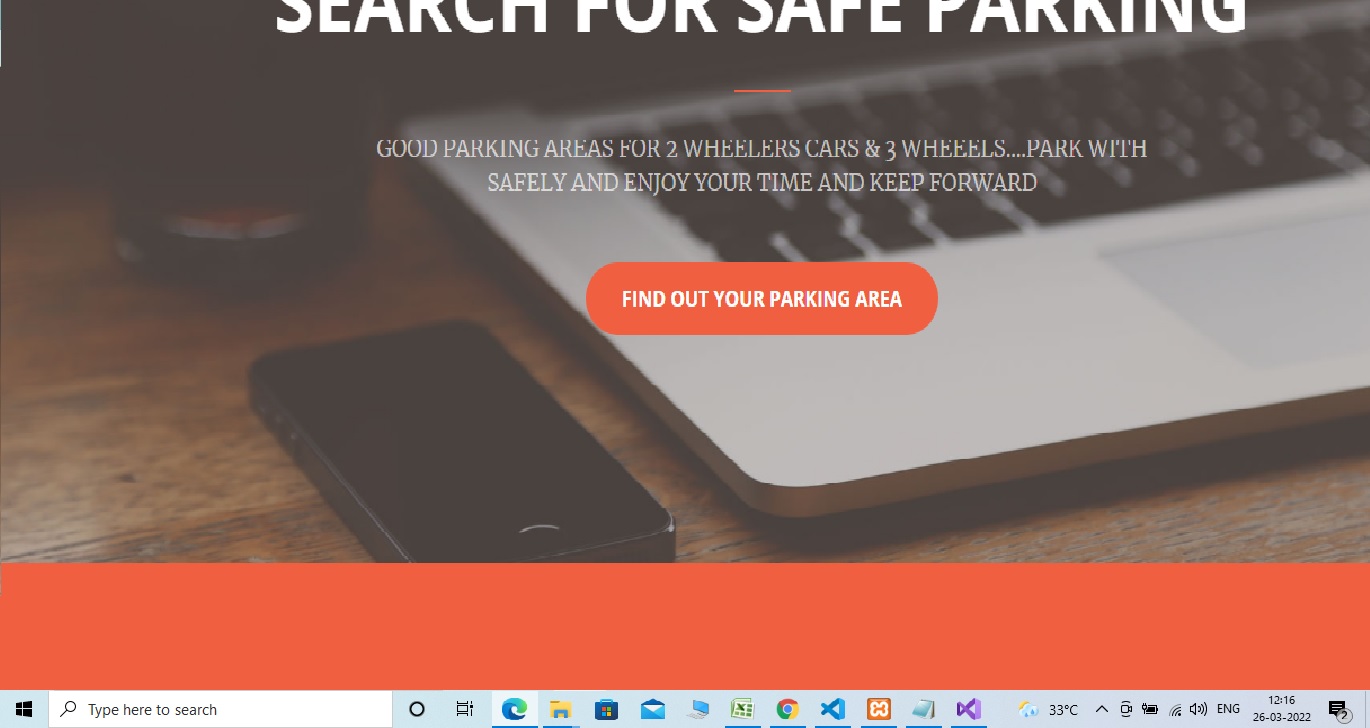 SEARCH FOR SAFE PARKING
GOOD PARKING AREAS FOR 2 WHEELERS CARS & 3 WHEEELS....PARK WITH
SAFELY AND ENJOY YOUR TIME AND KEEP FORWARD
FIND OUT YOUR PARKING AREA
Type here to search
33°C
ENG
12:16
26-03-2022
2